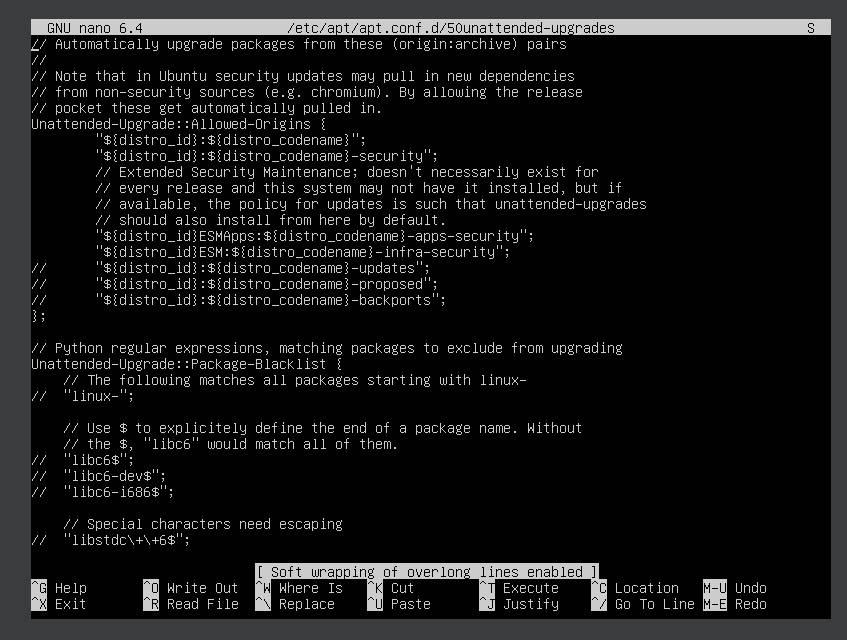 GNU nano 6.4 /etc/apt/apt.conf.d/50unattended-upgrades S
// Automatically upgrade packages from these (origin:archive) pairs
//
// Note that in Ubuntu security updates may pull in new dependencies
// from non-security sources (e.g. chromium). By allowing the release
// pocket these get automatically pulled in.
Unattended-Upgrade::Allowed-Origins {
        "${distro_id}:${distro_codename}";
        "${distro_id}:${distro_codename}-security";
        // Extended Security Maintenance; doesn't necessarily exist for
        // every release and this system may not have it installed, but if
        // available, the policy for updates is such that unattended-upgrades
        // should also install from here by default.
        "${distro_id}ESMApps:${distro_codename}-apps-security";
        "${distro_id}ESM:${distro_codename}-infra-security";
//      "${distro_id}:${distro_codename}-updates";
//      "${distro_id}:${distro_codename}-proposed";
//      "${distro_id}:${distro_codename}-backports";
};
// Python regular expressions, matching packages to exclude from upgrading
Unattended-Upgrade::Package-Blacklist {
    // The following matches all packages starting with linux-
//  "linux-";
    // Use $ to explicitely define the end of a package name. Without
    // the $, "libc6" would match all of them.
//  "libc6$";
//  "libc6-dev$";
//  "libc6-i686$";
    // Special characters need escaping
//  "libstdc\+\+6$";
[ Soft wrapping of overlong lines enabled ]
^G Help ^O Write Out ^W Where Is ^K Cut ^T Execute ^C Location M-U Undo
^X Exit ^R Read File ^\ Replace ^U Paste ^J Justify ^/ Go To Line M-E Redo